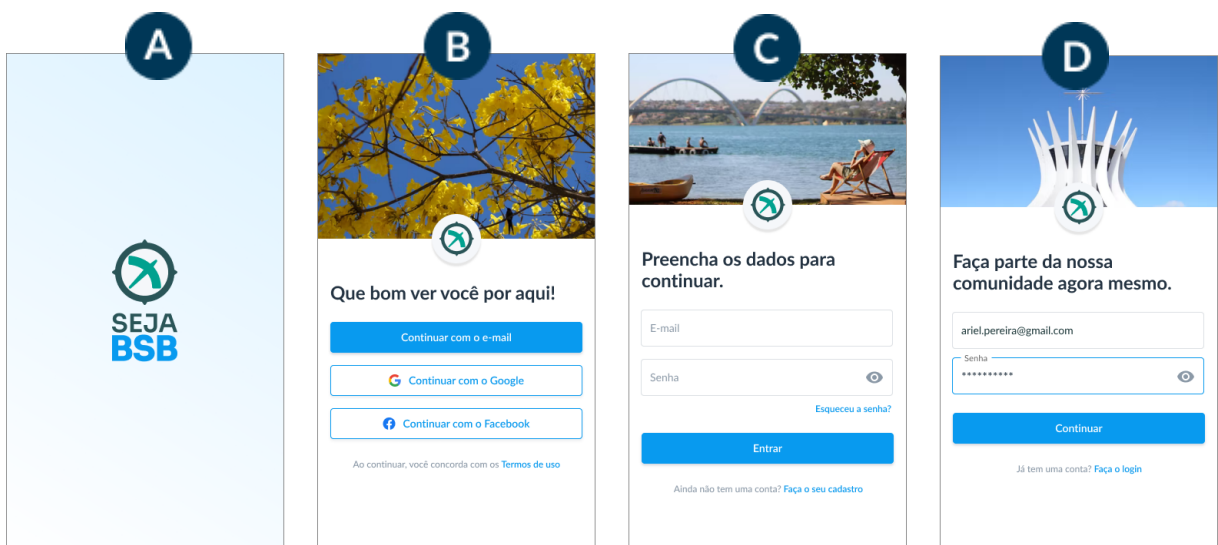 A
SEJA
BSB
B
Que bom ver você por aqui!
Continuar com o e-mail
Continuar com o Google
Continuar com o Facebook
Ao continuar, você concorda com os Termos de uso
C
Preencha os dados para
continuar.
E-mail
Senha
Esqueceu a senha?
Entrar
Ainda não tem uma conta? Faça o seu cadastro
D
Faça parte da nossa
comunidade agora mesmo.
ariel.pereira@gmail.com
Senha
**********
Continuar
Já tem uma conta? Faça o login